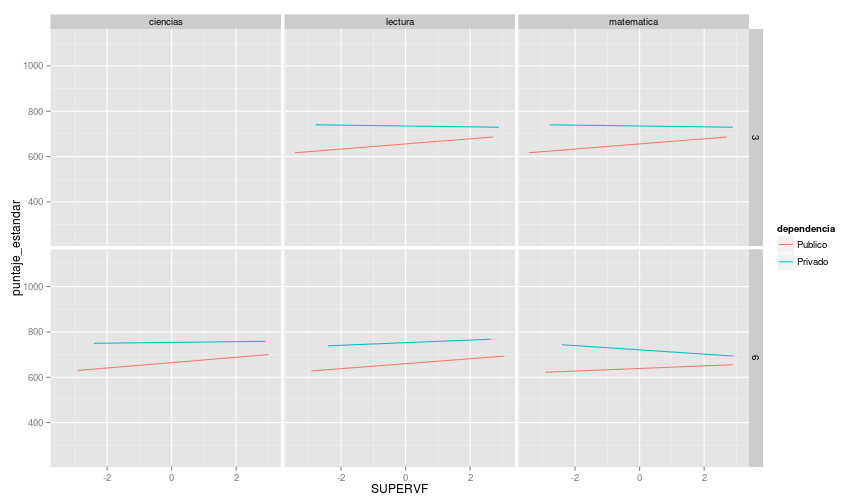 ciencias lectura matematica
1000
800
600
400
3
1000
800
600
400
6
-2 0 2 -2 0 2 -2 0 2
SUPERVF
puntaje_estandar
dependencia
Publico
Privado